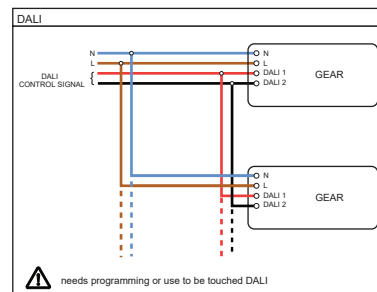 DALI
N
L
DALI
CONTROL SIGNAL
N
L
DALI 1
DALI 2
GEAR
N
L
DALI 1
DALI 2
GEAR
needs programming or use to be touched DALI